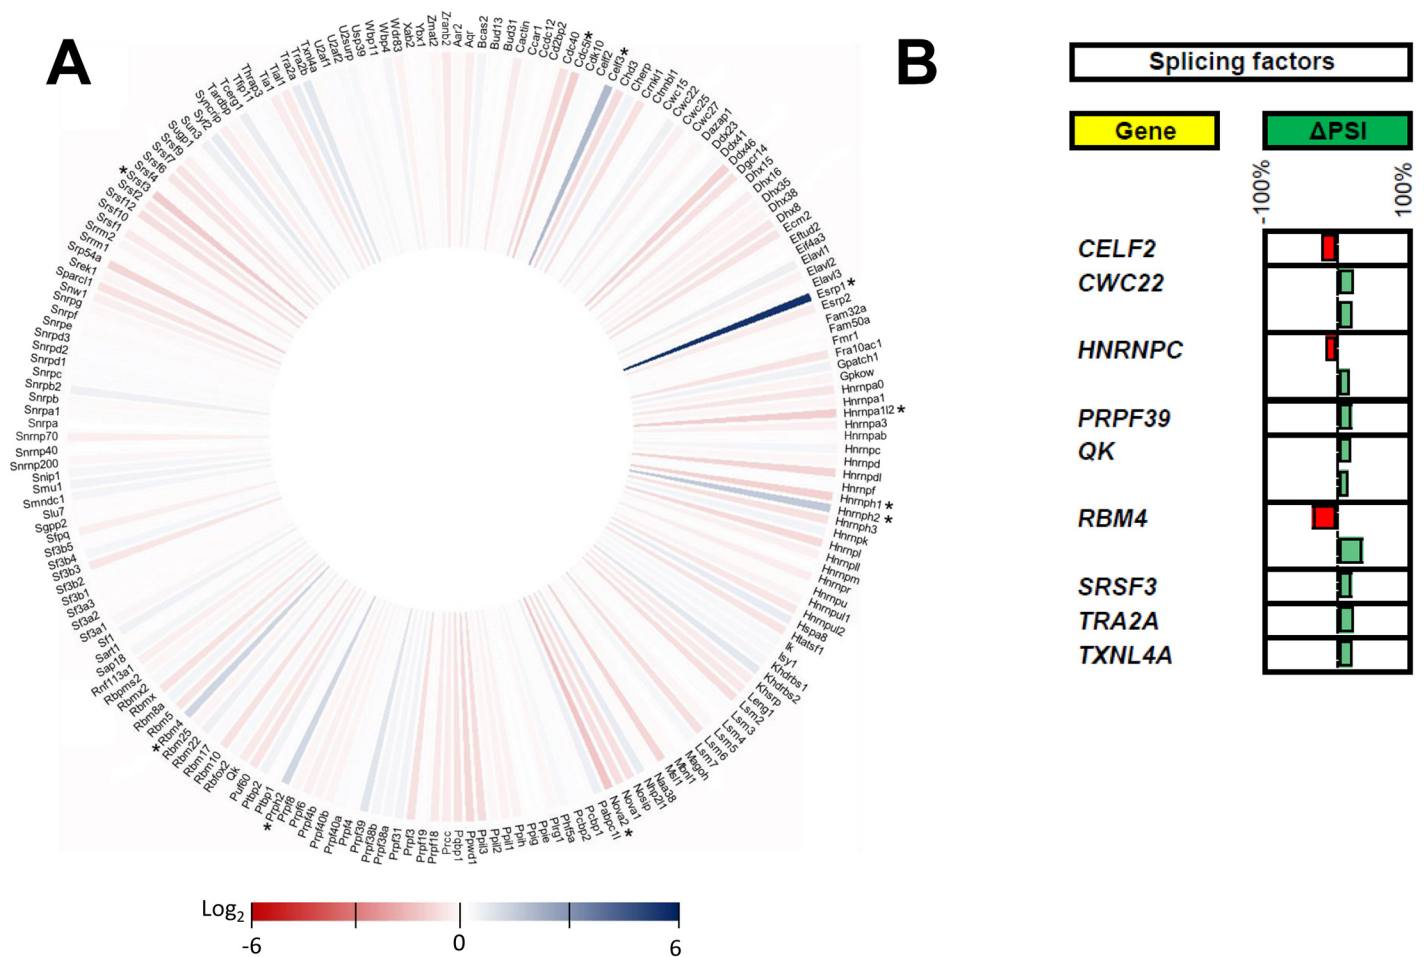 A
B
Zranb2
Aar2
Aqr
Bcas2
Bud13
Bud31
Cactin
Ccar1
Ccdc12
Cd2bp2
Cdc40
Cdc5l*
Cdk10
Celf2
Celf3*
Chd3
Cherp
Crnkl1
Ctnnbl1
Cwc15
Cwc22
Cwc25
Cwc27
Dazap1
Ddx23
Ddx41
Ddx46
Dgcr14
Dhx15
Dhx16
Dhx35
Dhx38
Dhx8
Ecm2
Eftud2
Eif4a3
Elavl1
Elavl2
Elavl3
Esrp1*
Esrp2
Fam32a
Fam50a
Fmr1
Fra10ac1
Gpatch1
Gpkow
Hnrnpa0
Hnrnpa1
Hnrnpa1l2*
Hnrnpa3
Hnrnpab
Hnrnpc
Hnrnpd
Hnrnpdl
Hnrnpf
Hnrnph1*
Hnrnph2*
Hnrnph3
Hnrnpk
Hnrnpl
Hnrnpll
Hnrnpm
Hnrnpr
Hnrnpu
Hnrnpul1
Hnrnpul2
Hspa8
Htatsf1
Ik
Isy1
Khdrbs1
Khdrbs2
Khsrp
Leng1
Lsm2
Lsm3
Lsm4
Lsm5
Lsm6
Lsm7
Magoh
Mbnl1
Msl1
Naa38
Nhp2l1
Nosip
Nova1
Nova2*
Pabpc1l
Pcbp1
Pcbp2
Phf5a
Plrg1
Ppie
Ppig
Ppih
Ppil1
Ppil2
Ppil3
Ppwd1
Pqbp1
Prcc
Prpf18
Prpf19
Prpf3
Prpf31
Prpf38a
Prpf38b
Prpf39
Prpf4
Prpf40a
Prpf40b
Prpf4b
Prpf6
Prpf8
*Prph2
Ptbp1
Ptbp2
Puf60
Qk
Rbfox2
Rbm10
Rbm17
Rbm22
Rbm25
*Rbm4
Rbm5
Rbm8a
Rbmx
Rbmx2
Rbpms2
Rnf113a1
Sap18
Sart1
Sf1
Sf3a1
Sf3a2
Sf3a3
Sf3b1
Sf3b2
Sf3b3
Sf3b4
Sf3b5
Sfpq
Sgpp2
Slu7
Smndc1
Smu1
Snip1
Snrnp200
Snrnp40
Snrnp70
Snrpa
Snrpa1
Snrpb
Snrpb2
Snrpc
Snrpd1
Snrpd2
Snrpd3
Snrpe
Snrpf
Snrpg
Snw1
Sparcl1
Srek1
Srp54a
Srrm1
Srrm2
Srsf1
Srsf10
Srsf12
Srsf2
*Srsf3
Srsf4
Srsf6
Srsf7
Srsf9
Sugp1
Sun3
Syf2
Syncrip
Tardbp
Tcerg1
Tfip11
Thrap3
Tia1
Tial1
Tra2a
Tra2b
Txnl4a
U2af1
U2af2
U2surp
Usp39
Wbp11
Wbp4
Wdr83
Xab2
Ybx1
Zmat2
Log2
-6
0
6
Splicing factors
Gene
ΔPSI
-100%
100%
CELF2
CWC22
HNRNPC
PRPF39
QK
RBM4
SRSF3
TRA2A
TXNL4A